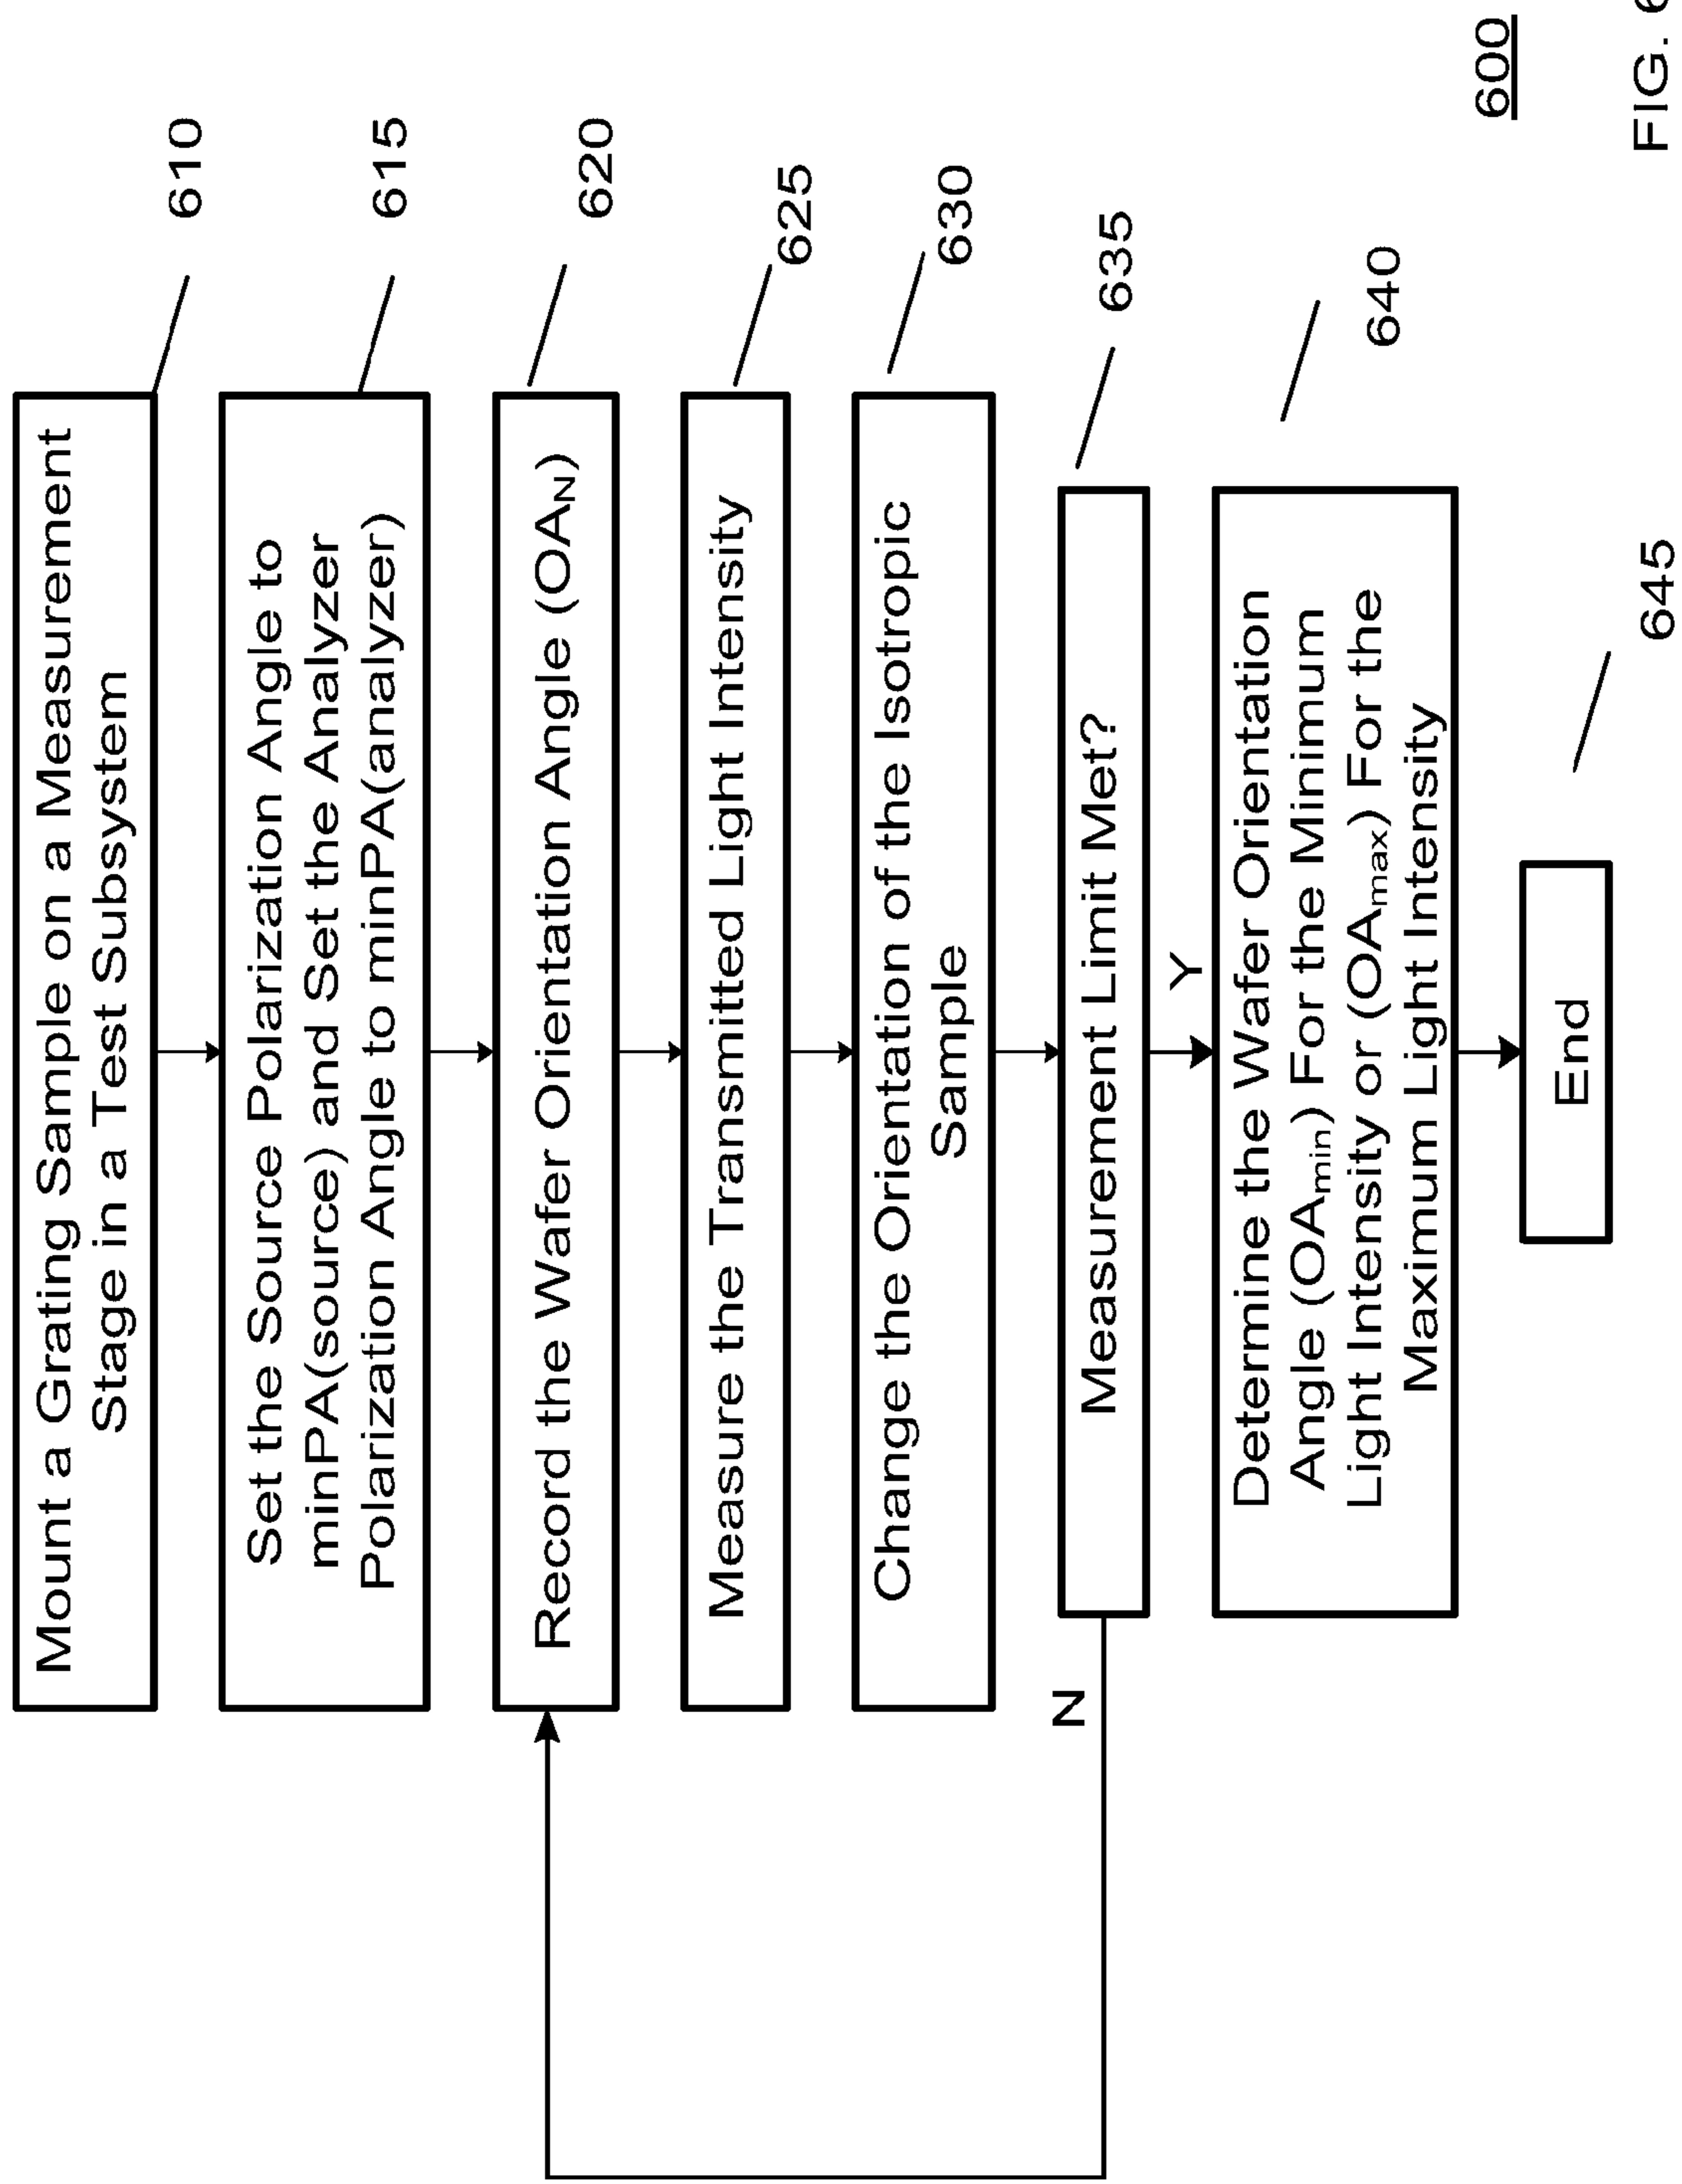 Mount a Grating Sample on a Measurement
Stage in a Test Subsystem
610
Set the Source Polarization Angle to
minPA(source) and Set the Analyzer
Polarization Angle to minPA(analyzer)
615
Record the Wafer Orientation Angle (OAN)
620
Measure the Transmitted Light Intensity
625
Change the Orientation of the Isotropic
Sample
630
Measurement Limit Met?
635
N
Y
Determine the Wafer Orientation
Angle (OAmin) For the Minimum
Light Intensity or (OAmax) For the
Maximum Light Intensity
640
End
645
600
FIG. 6